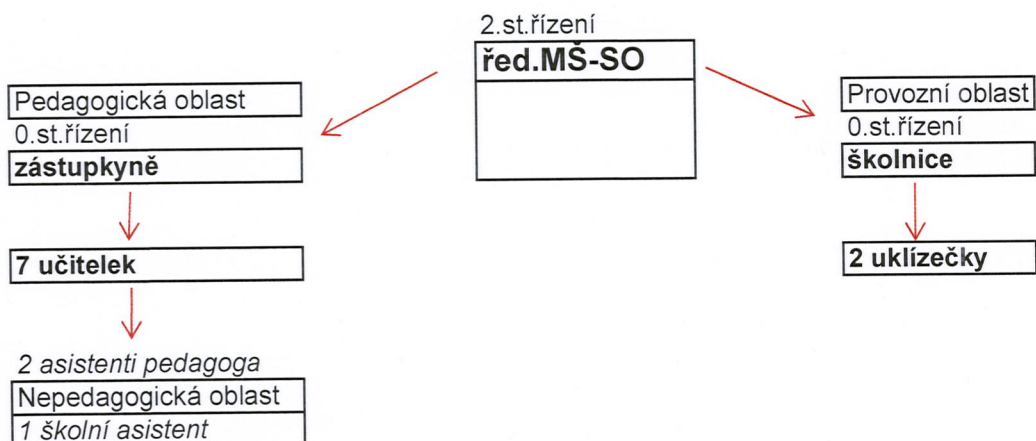 2.st.řízení
řed.MŠ-SO
Pedagogická oblast
0.st.řízení
zástupkyně
7 učitelek
2 asistenti pedagoga
Nepedagogická oblast
1 školní asistent
Provozní oblast
0.st.řízení
školnice
2 uklízečky